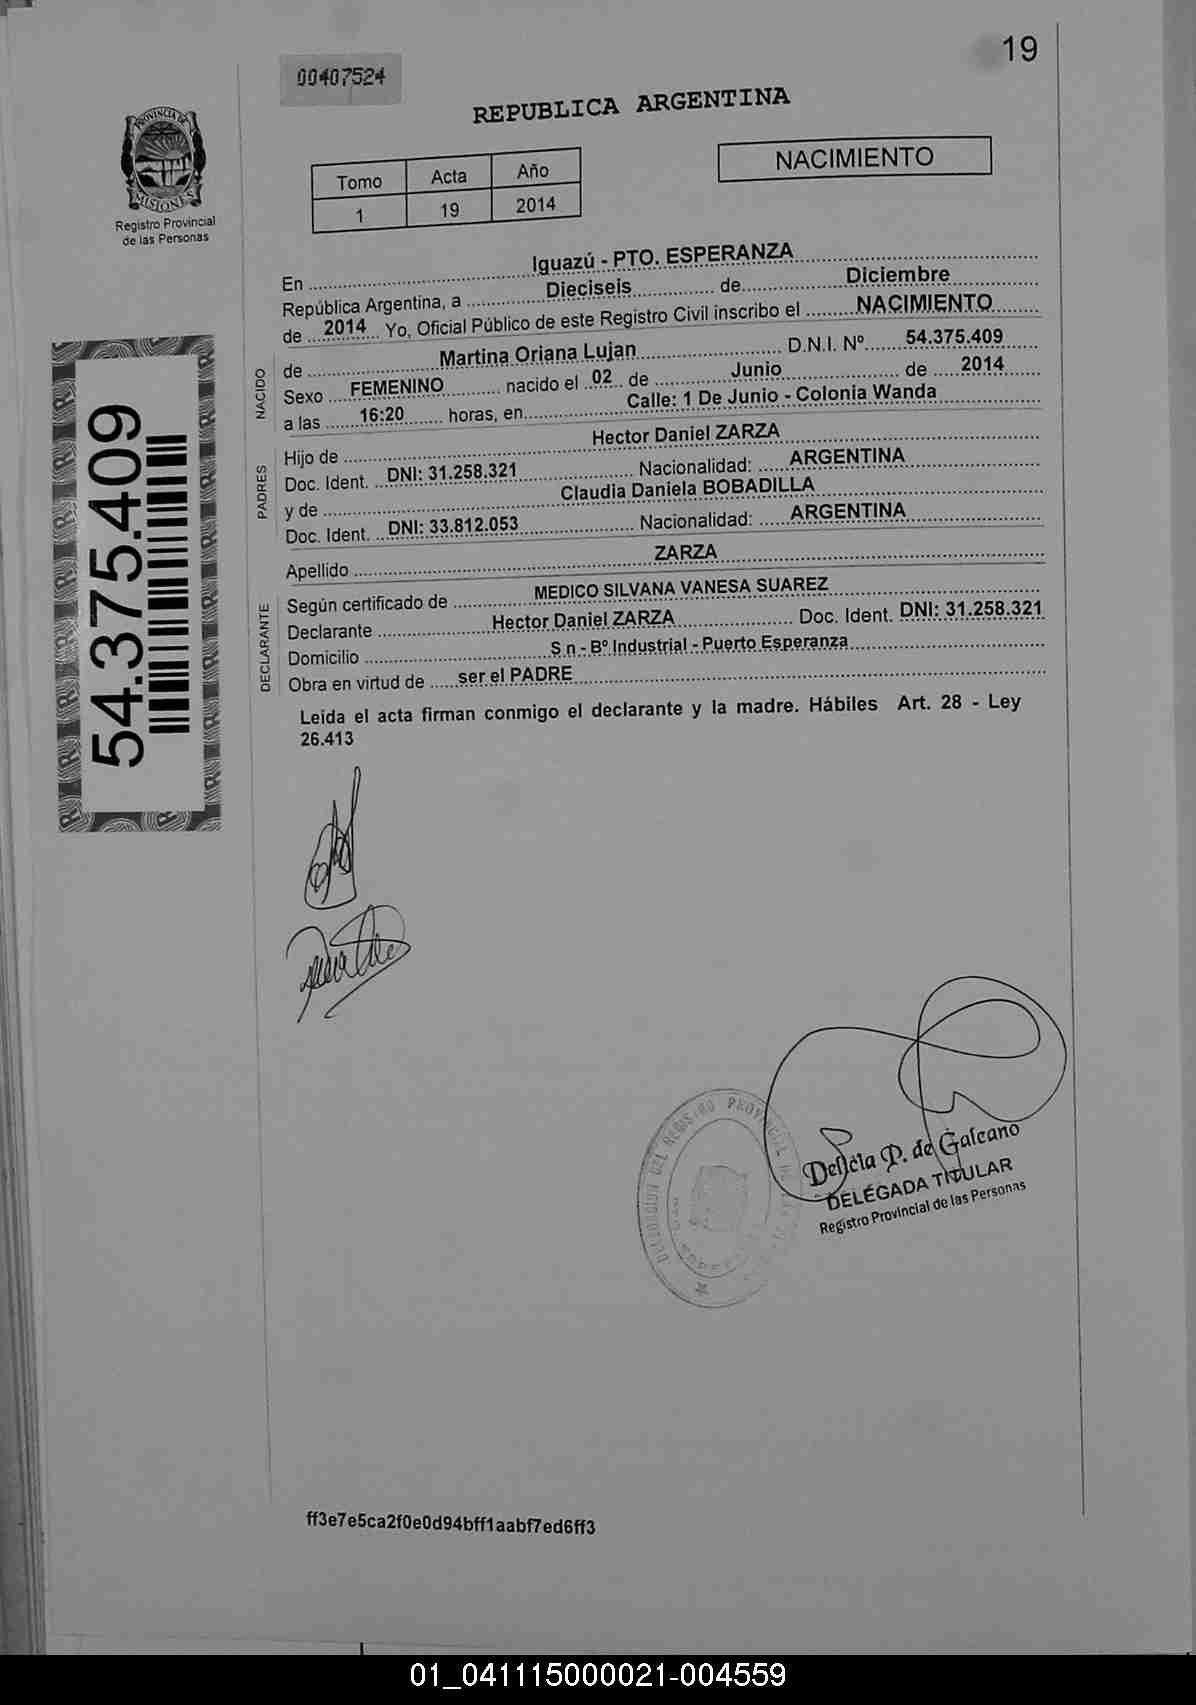 19
00407524
REPUBLICA ARGENTINA
PROVINCIA DE
MISIONES
Registro Provincial
de las Personas
Tomo Acta Año
1 19 2014
NACIMIENTO
54.375.409
En Iguazú - PTO. ESPERANZA
República Argentina, a Dieciseis de Diciembre
de 2014 Yo, Oficial Público de este Registro Civil inscribo el NACIMIENTO
NACIDO
de Martina Oriana Lujan D.N.I. Nº 54.375.409
Sexo FEMENINO nacido el 02 de Junio de 2014
a las 16:20 horas, en Calle: 1 De Junio - Colonia Wanda
PADRES
Hijo de Hector Daniel ZARZA
Doc. Ident. DNI: 31.258.321 Nacionalidad: ARGENTINA
y de Claudia Daniela BOBADILLA
Doc. Ident. DNI: 33.812.053 Nacionalidad: ARGENTINA
Apellido ZARZA
DECLARANTE
Según certificado de MEDICO SILVANA VANESA SUAREZ
Declarante Hector Daniel ZARZA Doc. Ident. DNI: 31.258.321
Domicilio S n - Bº Industrial - Puerto Esperanza
Obra en virtud de ser el PADRE
Leida el acta firman conmigo el declarante y la madre. Hábiles Art. 28 - Ley
26.413
Delicia P. de Galeano
DELEGADA TITULAR
Registro Provincial de las Personas
ff3e7e5ca2f0e0d94bff1aabf7ed6ff3
01_041115000021-004559